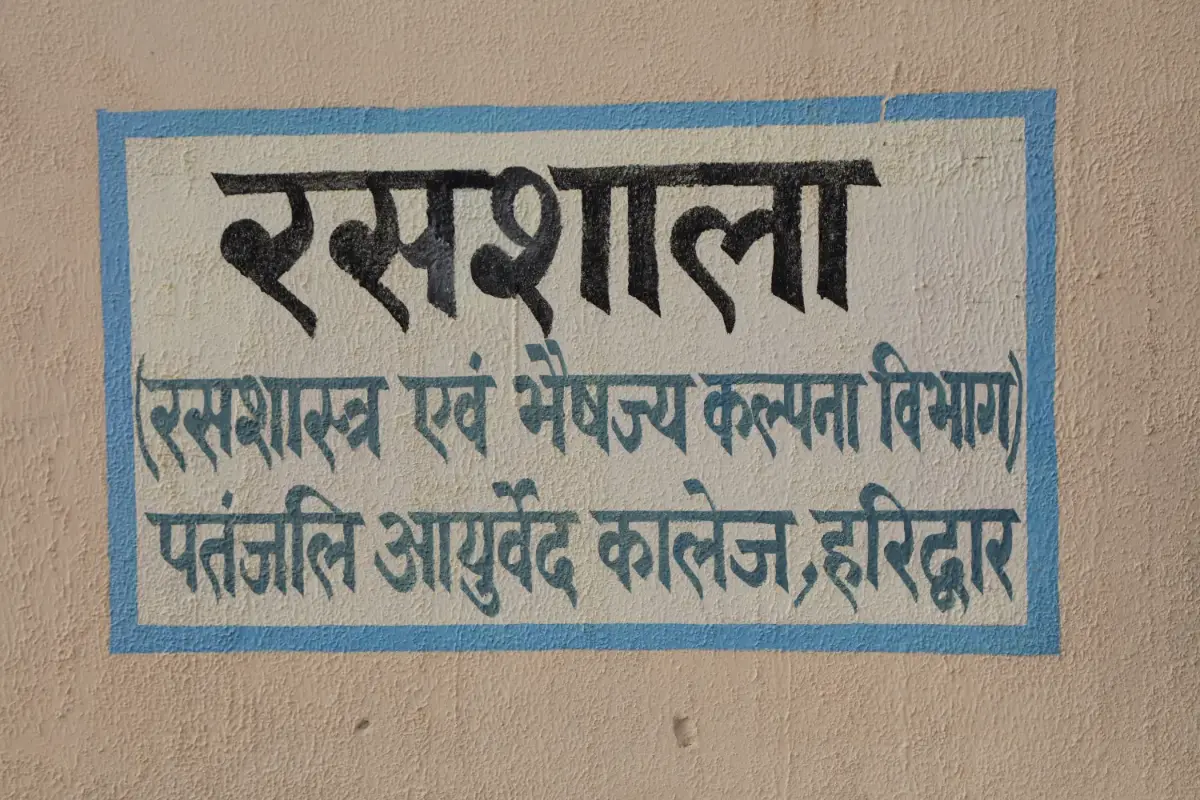 रसशाला
(रसशास्त्र एवं भैषज्य कल्पना विभाग)
पतंजलि आयुर्वेद कालेज,हरिद्वार